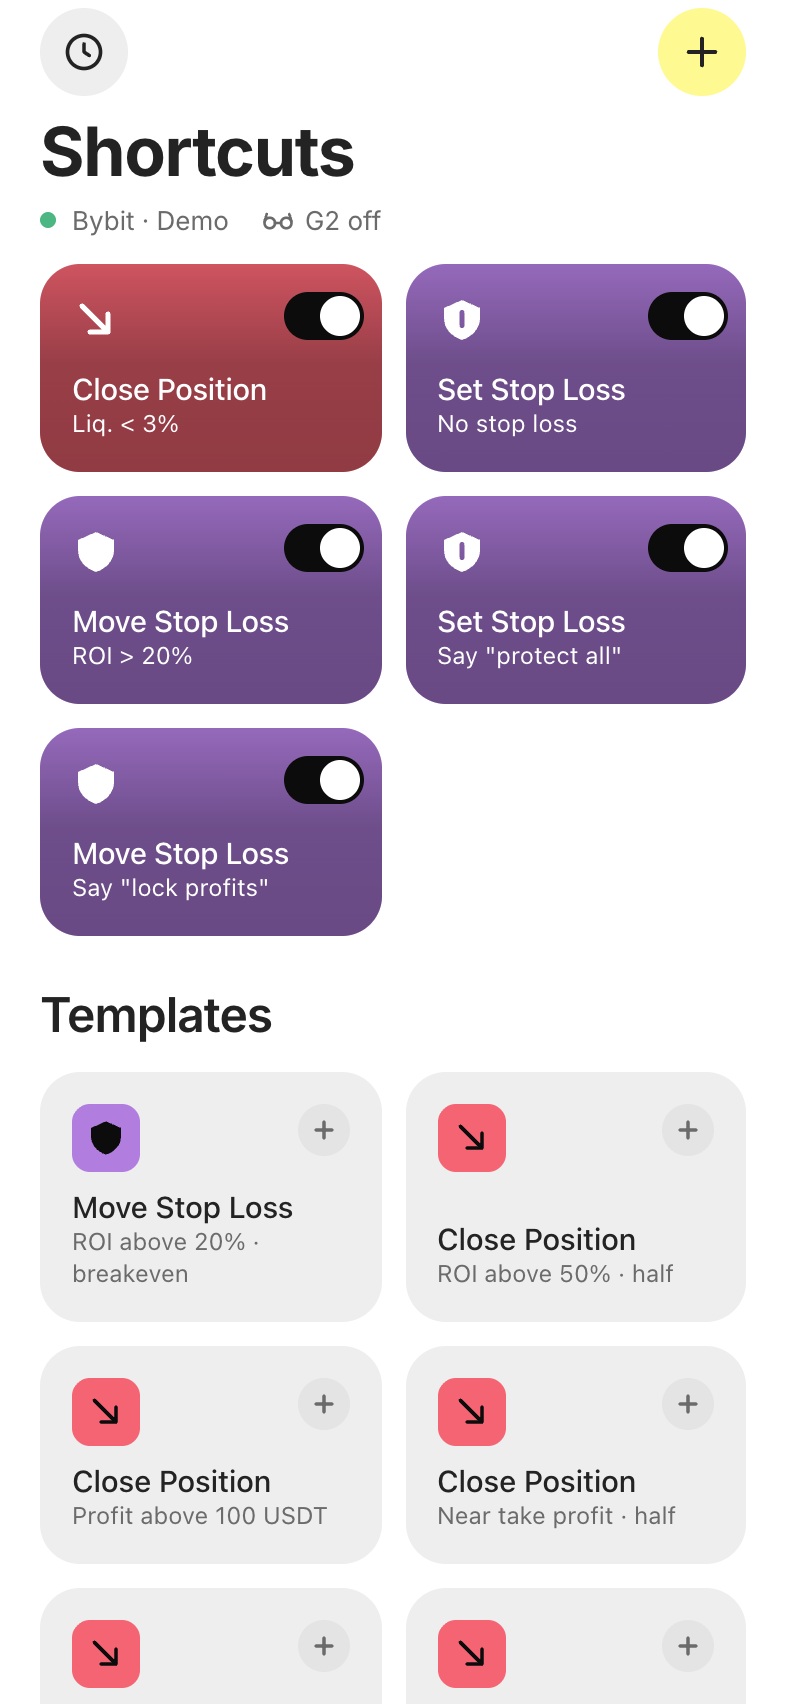 Shortcuts
Bybit · Demo G2 off
Close Position
Liq. < 3%
Set Stop Loss
No stop loss
Move Stop Loss
ROI > 20%
Set Stop Loss
Say "protect all"
Move Stop Loss
Say "lock profits"
Templates
Move Stop Loss
ROI above 20% ·
breakeven
Close Position
ROI above 50% · half
Close Position
Profit above 100 USDT
Close Position
Near take profit · half